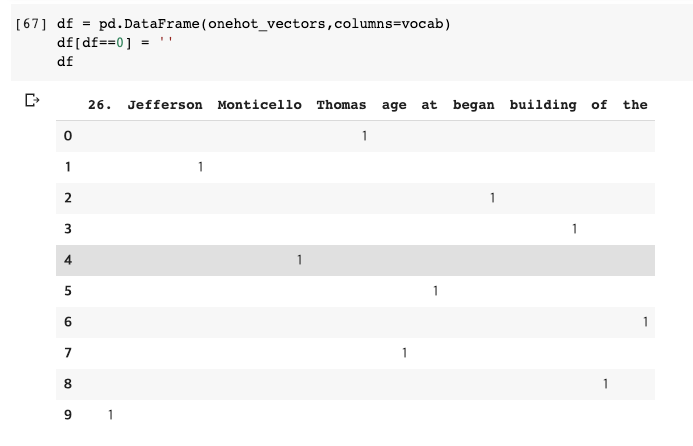 [67] df = pd.DataFrame(onehot_vectors,columns=vocab)
df[df==0] = ''
df
26. Jefferson Monticello Thomas age at began building of the
0 1
1 1
2 1
3 1
4 1
5 1
6 1
7 1
8 1
9 1